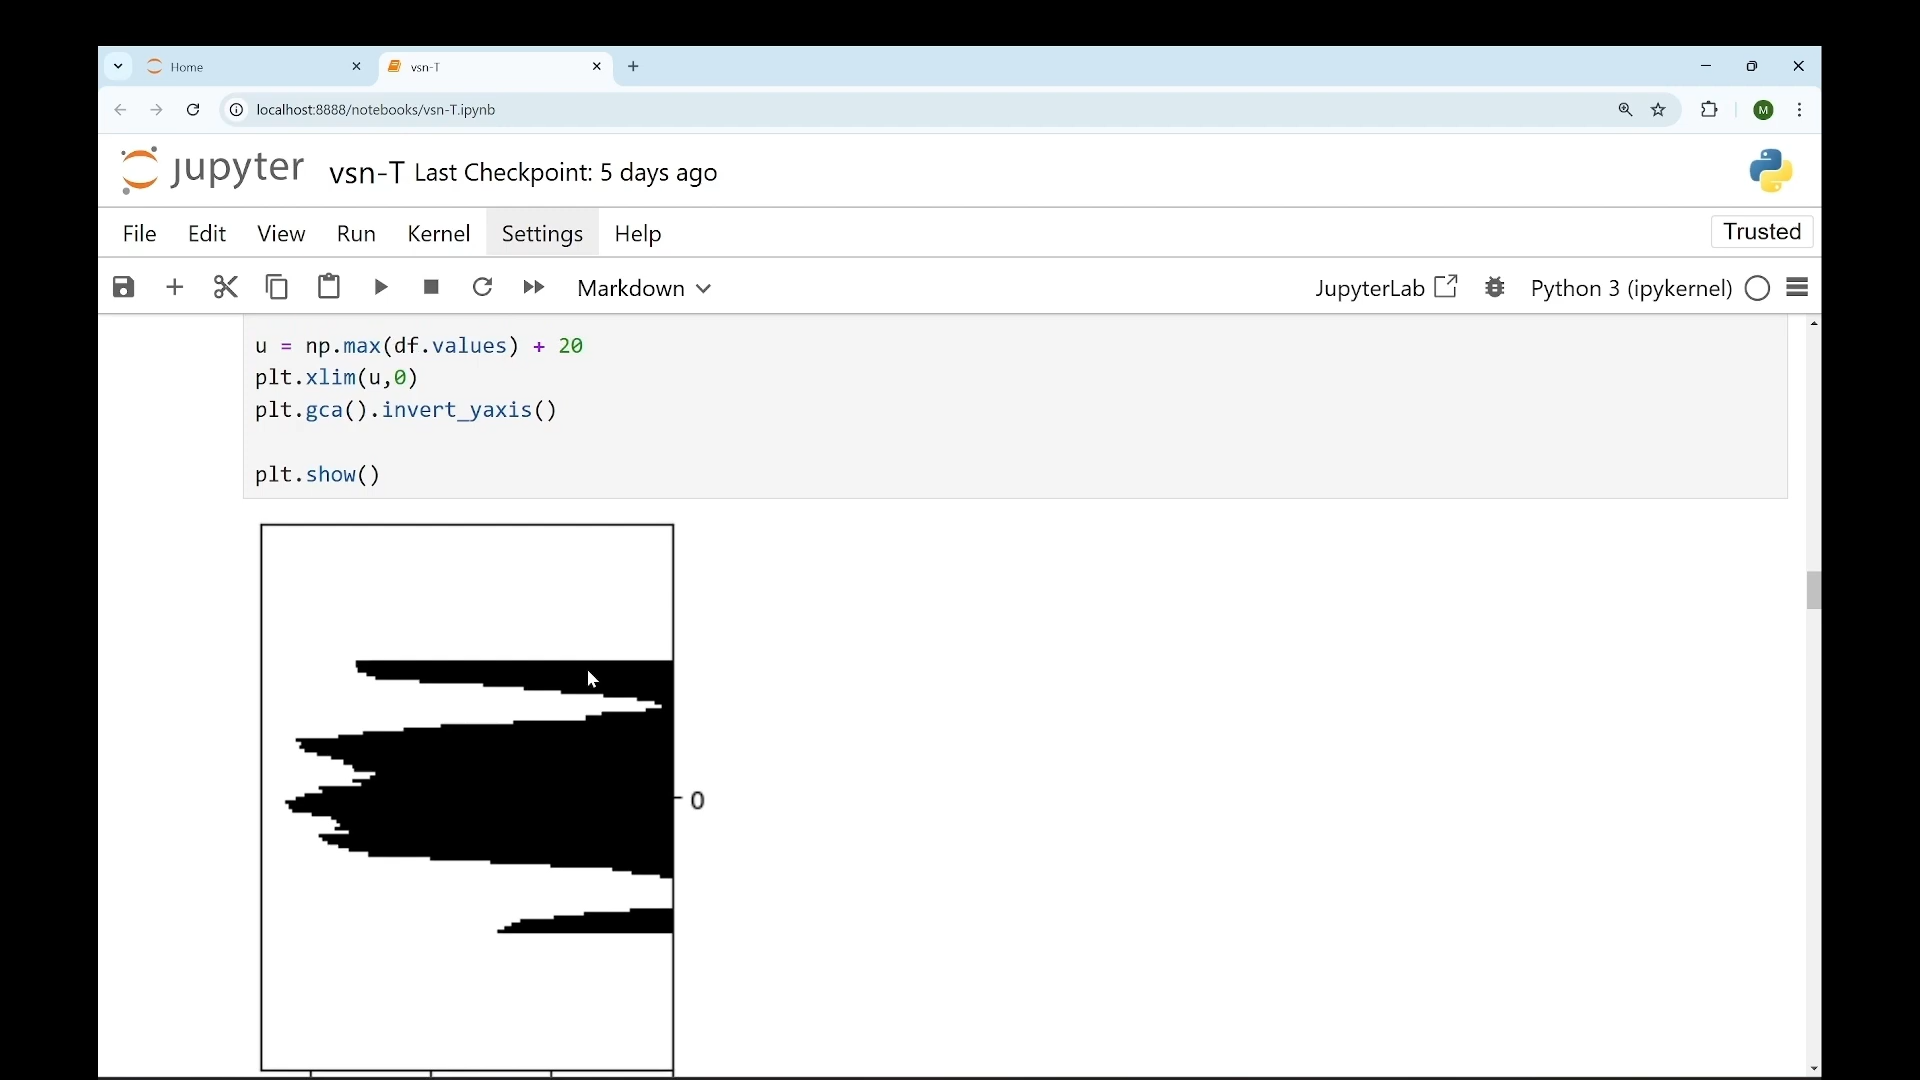 Home
vsn-T
localhost:8888/notebooks/vsn-T.ipynb
M
jupyter vsn-T Last Checkpoint: 5 days ago
File Edit View Run Kernel Settings Help Trusted
Markdown JupyterLab Python 3 (ipykernel)
u = np.max(df.values) + 20
plt.xlim(u,0)
plt.gca().invert_yaxis()
plt.show()
0